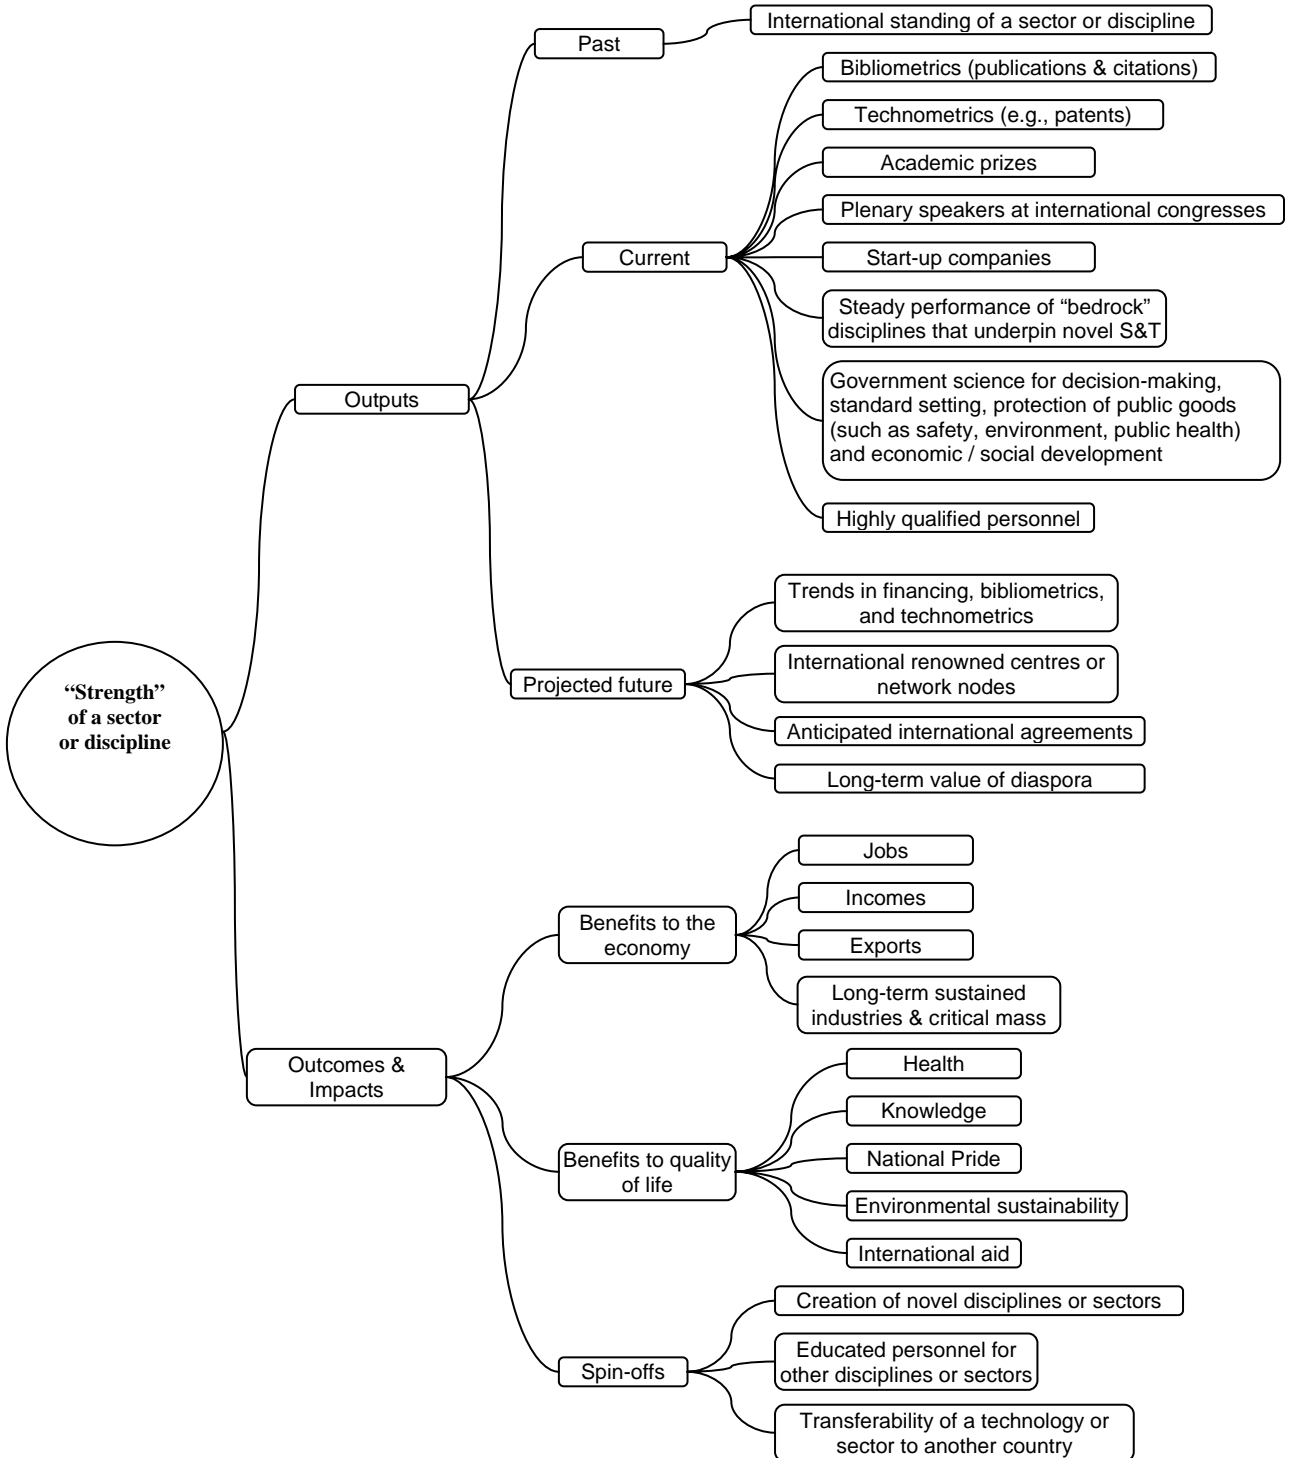 International standing of a sector or discipline
Past
Bibliometrics (publications & citations)
Technometrics (e.g., patents)
Academic prizes
Plenary speakers at international congresses
Current
Start-up companies
Steady performance of “bedrock”
disciplines that underpin novel S&T
Government science for decision-making,
standard setting, protection of public goods
(such as safety, environment, public health)
and economic / social development
Outputs
Highly qualified personnel
Trends in financing, bibliometrics,
and technometrics
International renowned centres or
network nodes
Projected future
Anticipated international agreements
Long-term value of diaspora
“Strength”
of a sector
or discipline
Jobs
Incomes
Benefits to the
economy
Exports
Long-term sustained
industries & critical mass
Outcomes &
Impacts
Health
Knowledge
Benefits to quality
of life
National Pride
Environmental sustainability
International aid
Creation of novel disciplines or sectors
Educated personnel for
other disciplines or sectors
Spin-offs
Transferability of a technology or
sector to another country